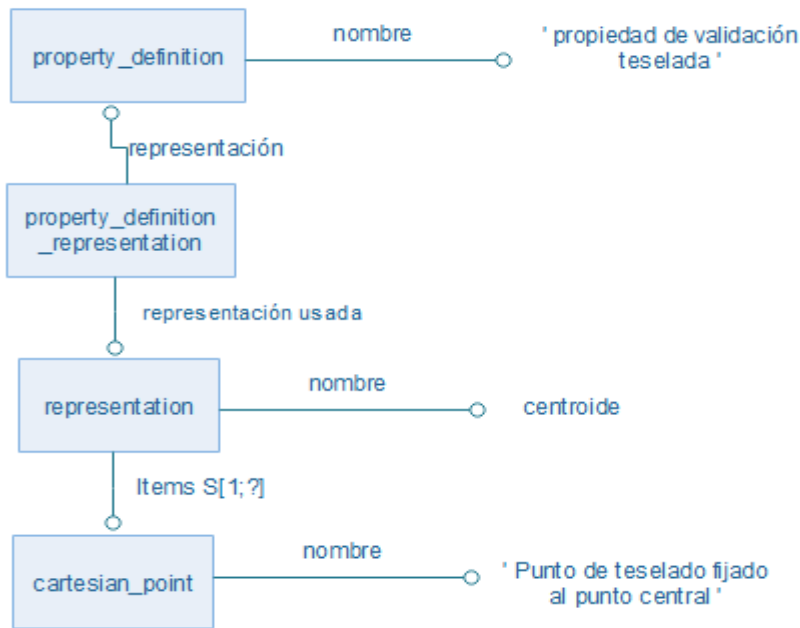 nombre
' propiedad de validación
property_definition
teselada '
representación
property_definition
_representation
representación usada
nombre
representation
centroide
Items S[1;?]
nombre
' Punto de teselado fijado
cartesian_point
al punto central '